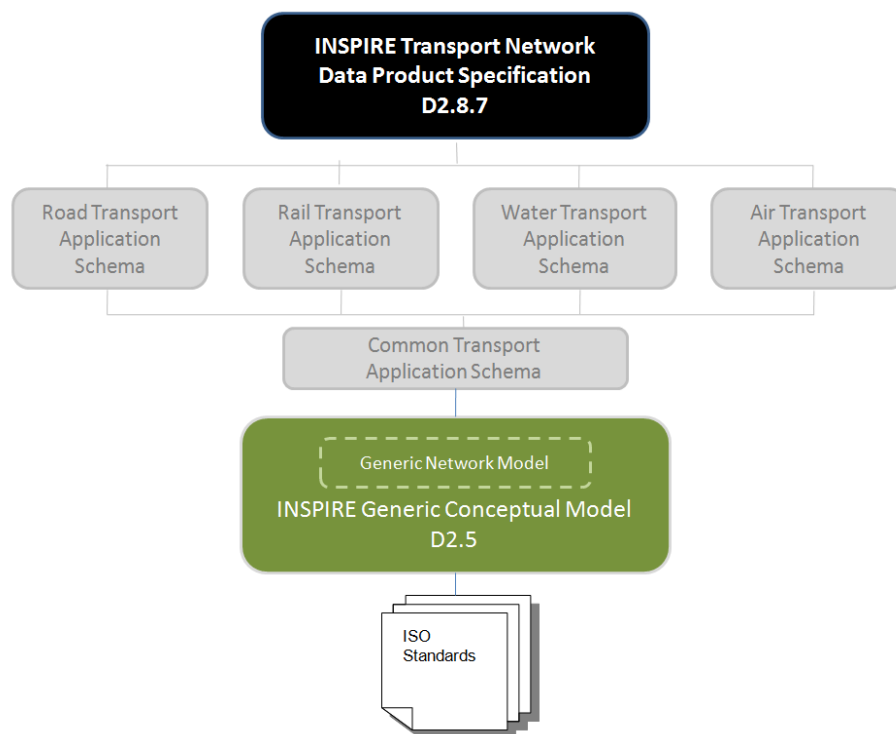 INSPIRE Transport Network
Data Product Specification
D2.8.7
Road Transport
Application
Schema
Rail Transport
Application
Schema
Water Transport
Application
Schema
Air Transport
Application
Schema
Common Transport
Application Schema
Generic Network Model
INSPIRE Generic Conceptual Model
D2.5
ISO
Standards